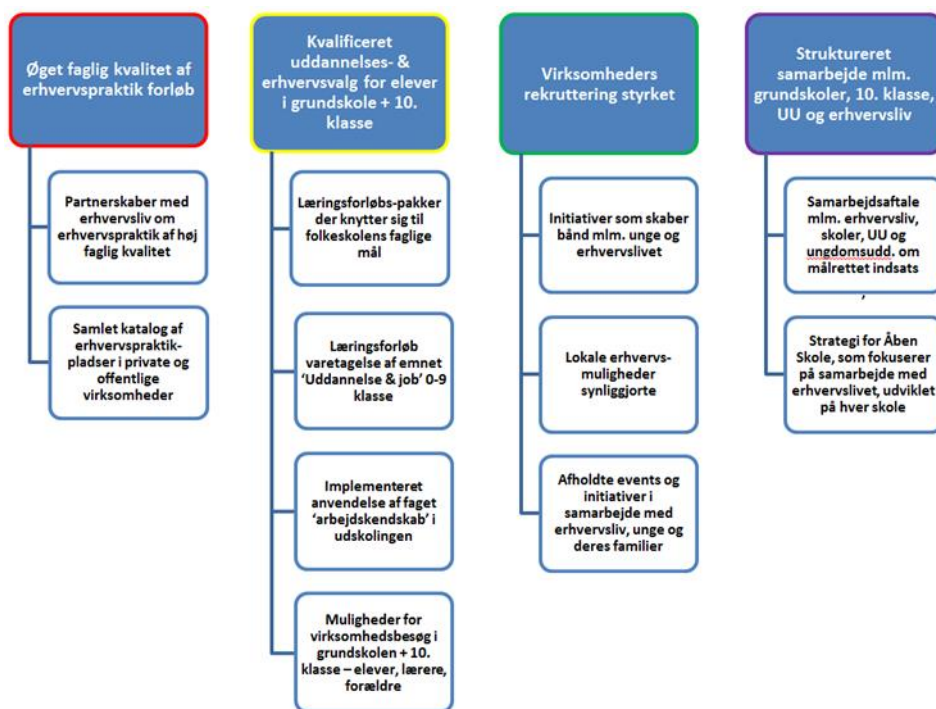 Øget faglig kvalitet af
erhvervspraktik forløb
Partnerskaber med
erhvervsliv om
erhvervspraktik af høj
faglig kvalitet
Samlet katalog af
erhvervspraktik-
pladser i private og
offentlige
virksomheder
Kvalificeret
uddannelses- &
erhvervsvalg for elever
i grundskole + 10.
klasse
Læringsforløbs-pakker
der knytter sig til
folkeskolens faglige
mål
Læringsforløb
varetagelse af emnet
‘Uddannelse & job’ 0-9
klasse
Implementeret
anvendelse af faget
‘arbejdskendskab’ i
udskolingen
Muligheder for
virksomhedsbesøg i
grundskolen + 10.
klasse – elever, lærere,
forældre
Virksomheders
rekruttering styrket
Initiativer som skaber
bånd mlm. unge og
erhvervslivet
Lokale erhvervs-
muligheder
synliggjorte
Afholdte events og
initiativer i
samarbejde med
erhvervsliv, unge og
deres familier
Struktureret
samarbejde mlm.
grundskoler, 10. klasse,
UU og erhvervsliv
Samarbejdsaftale
mlm. erhvervsliv,
skoler, UU og
ungdomsudd. om
målrettet indsats
,
Strategi for Åben
Skole, som fokuserer
på samarbejde med
erhvervslivet, udviklet
på hver skole